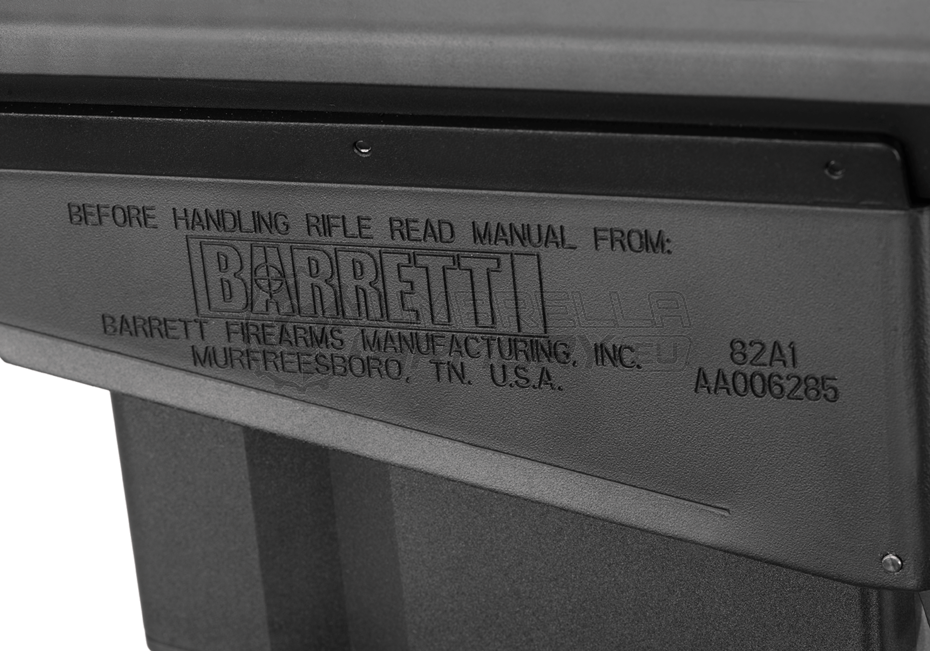 BEFORE HANDLING RIFLE READ MANUAL FROM:
BARRETT
BARRETT FIREARMS MANUFACTURING, INC.
MURFREESBORO, TN. U.S.A.
82A1
AA006285